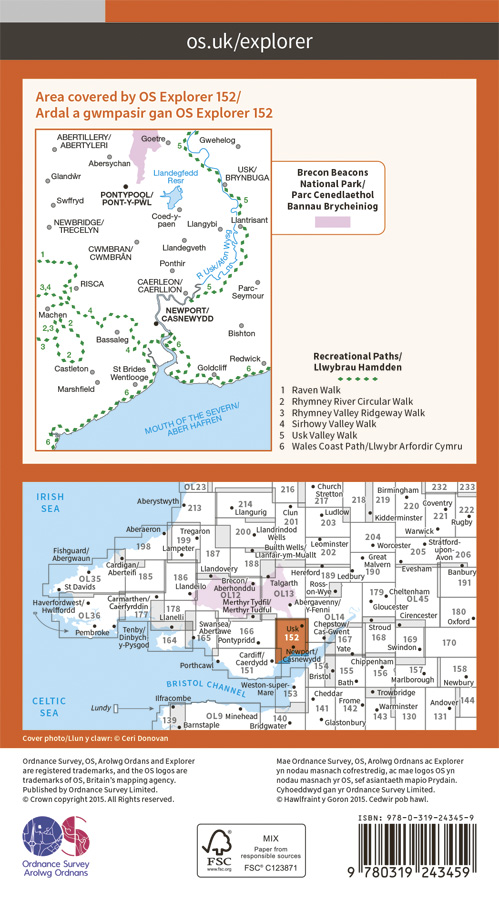 os.uk/explorer
Area covered by OS Explorer 152/
Ardal a gwmpasir gan OS Explorer 152
ABERTILLERY/
ABERTYLERI
Goetre
5
Gwehelog
Abersychan
Glandŵr
Llandegfedd
Resr
USK/
BRYNBUGA
PONTYPOOL/
PONT-Y-PWL
Swffryd
5
Coed-y-
paen
Llangybi
Llantrisant
NEWBRIDGE/
TRECELYN
CWMBRAN/
CWMBRÂN
Llandegveth
R Usk/Afon Wysg
Ponthir
1
RISCA
CAERLEON/
CAERLLION
5
Parc-
Seymour
3,4
Machen
4
NEWPORT/
CASNEWYDD
2,3
2
4
Bassaleg
6
Bishton
3
2
Castleton
St Brides
Wentlooge
Goldcliff
Redwick
6
6
Marshfield
6
MOUTH OF THE SEVERN/
ABER HAFREN
6
Brecon Beacons
National Park/
Parc Cenedlaethol
Bannau Brycheiniog
Recreational Paths/
Llwybrau Hamdden
1 Raven Walk
2 Rhymney River Circular Walk
3 Rhymney Valley Ridgeway Walk
4 Sirhowy Valley Walk
5 Usk Valley Walk
6 Wales Coast Path/Llwybr Arfordir Cymru
IRISH
SEA
OL23
216
Church
Stretton
217
218
Birmingham
219
232
233
Aberystwyth
213
214
Llangurig
Clun
201
Ludlow
203
Kidderminster
220
Coventry
221
222
Rugby
Aberaeron
198
Tregaron
199
Lampeter
200
Llandrindod
Wells
204
Worcester
Warwick
Stratford-
upon-
Avon
205
206
Fishguard/
Abergwaun
187
Builth Wells/
Llanfair-ym-Muallt
188
Leominster
202
Great
Malvern
190
Evesham
Banbury
191
OL35
St Davids
Cardigan/
Aberteifi
185
186
Llandeilo
Llandovery
Hereford
189
Ledbury
Haverfordwest/
Hwlffordd
Carmarthen/
Caerfyrddin
177
178
Llanelli
Brecon/
Aberhonddu
OL12
Merthyr Tydfil/
Merthyr Tudful
Talgarth
OL13
Abergavenny/
Y-Fenni
Ross-
on-Wye
OL14
179
Gloucester
Cheltenham
OL45
Cirencester
180
Oxford
OL36
Pembroke
Tenby/
Dinbych
-y-Pysgod
164
165
Swansea/
Abertawe
166
Pontypridd
Usk
152
Newport/
Casnewydd
Chepstow/
Cas-Gwent
167
Yate
Stroud
168
169
Swindon
170
Porthcawl
Cardiff/
Caerdydd
151
154
Bristol
155
Bath
Chippenham
156
157
Marlborough
158
Newbury
BRISTOL CHANNEL
Weston-super-
Mare
153
CELTIC
SEA
Lundy
Ilfracombe
139
Barnstaple
OL9
Minehead
140
Bridgwater
Cheddar
141
Glastonbury
142
Trowbridge
143
Warminster
130
Andover
131
144
Cover photo/Llun y clawr: © Ceri Donovan
Ordnance Survey, OS, Arolwg Ordans and Explorer
are registered trademarks, and the OS logos are
trademarks of OS, Britain's mapping agency.
Published by Ordnance Survey Limited.
© Crown copyright 2015. All Rights reserved.
Mae Ordnance Survey, OS, Arolwg Ordnans ac Explorer
yn nodau masnach cofrestredig, ac mae logos OS yn
nodau masnach yr OS, sef asiantaeth mapio Prydain.
Cyhoeddwyd gan yr Ordnance Survey Limited.
© Hawlfraint y Goron 2015. Cedwir pob hawl.
Ordnance Survey
Arolwg Ordnans
FSC
www.fsc.org
MIX
Paper from
responsible sources
FSC® C123871
ISBN: 978-0-319-24345-9
9 780319 243459